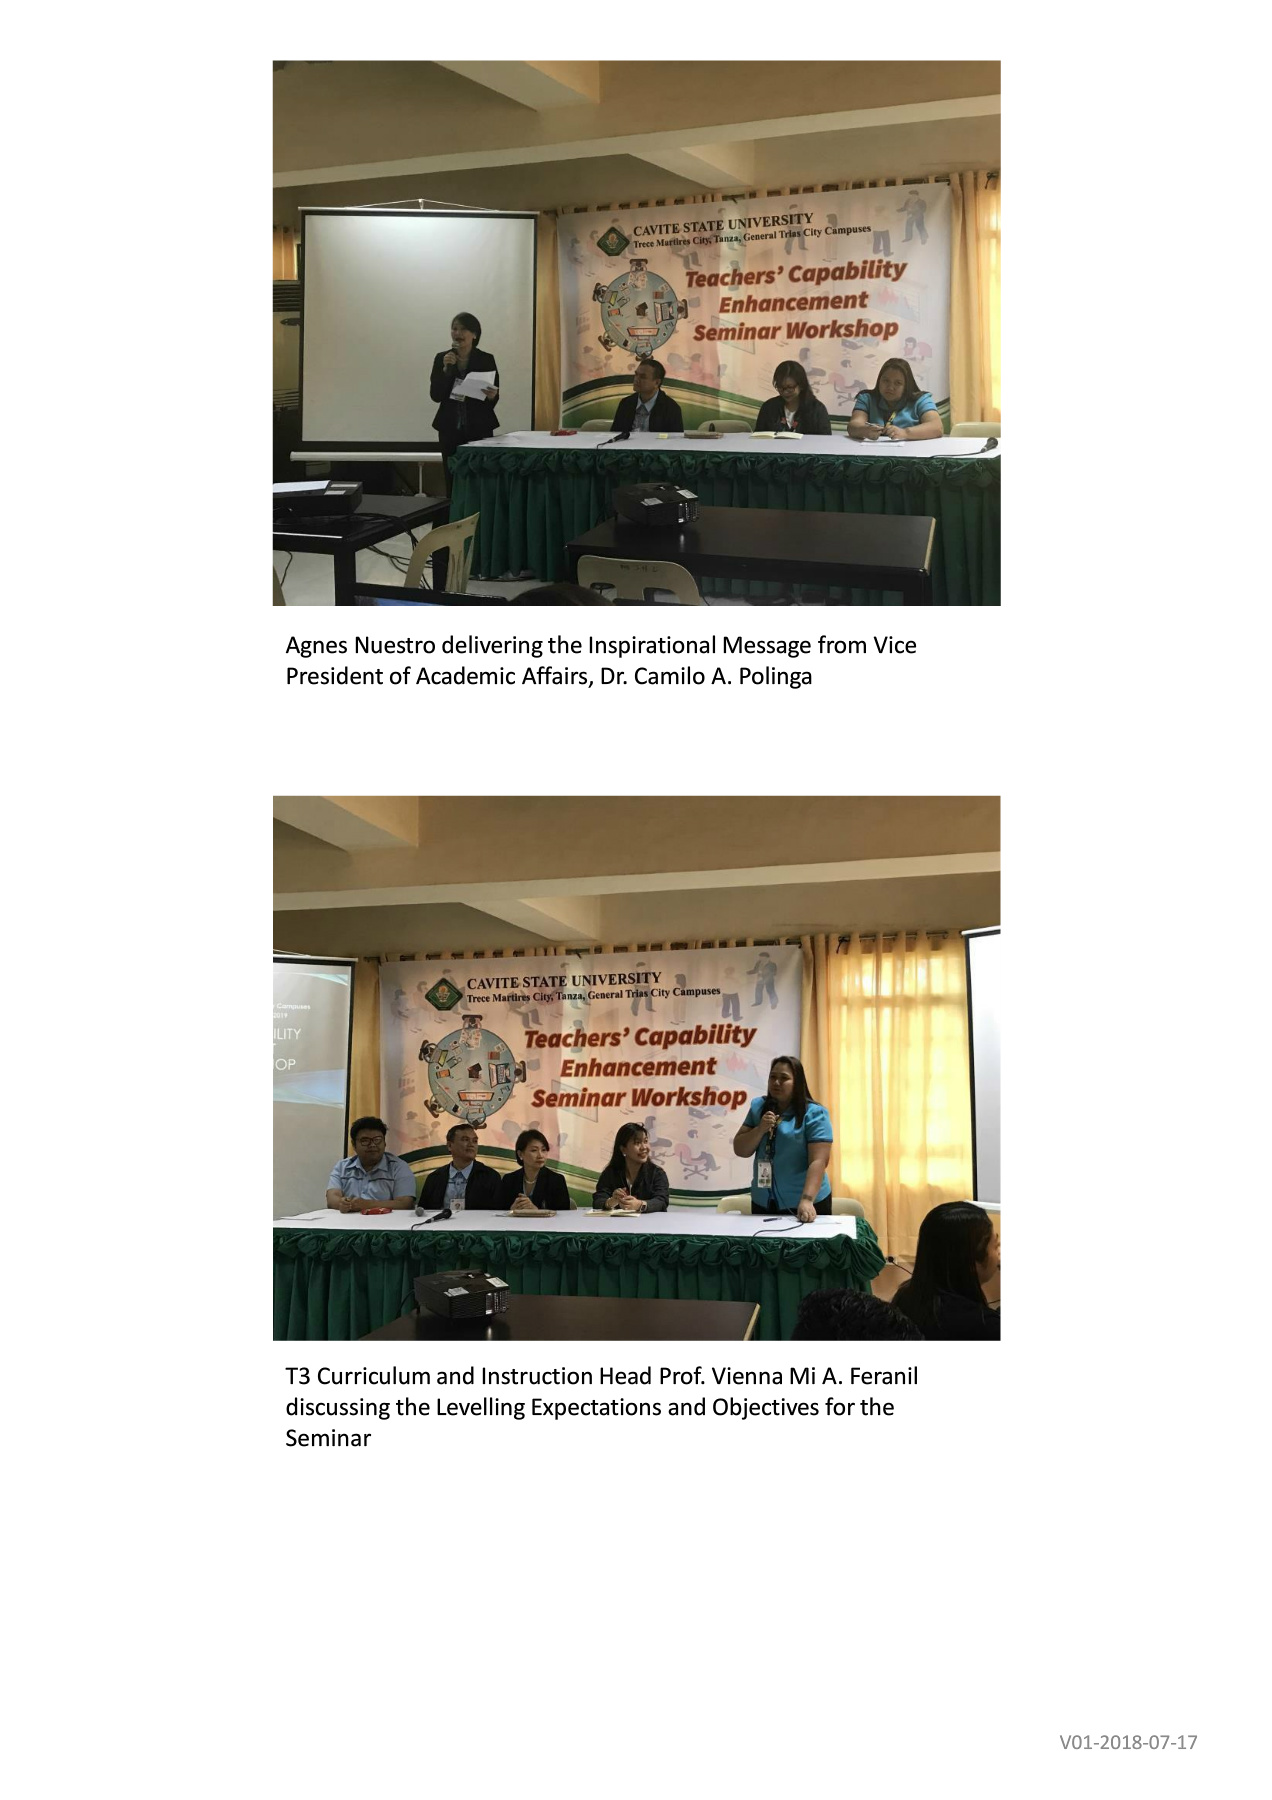 CAVITE STATE UNIVERSITY
Trece Martires City, Tanza, General Trias City Campuses
Teachers' Capability
Enhancement
Seminar Workshop
Agnes Nuestro delivering the Inspirational Message from Vice
President of Academic Affairs, Dr. Camilo A. Polinga
Campuses
2019
ILITY
T
OP
CAVITE STATE UNIVERSITY
Trece Martires City, Tanza, General Trias City Campuses
Teachers' Capability
Enhancement
Seminar Workshop
T3 Curriculum and Instruction Head Prof. Vienna Mi A. Feranil
discussing the Levelling Expectations and Objectives for the
Seminar
V01-2018-07-17